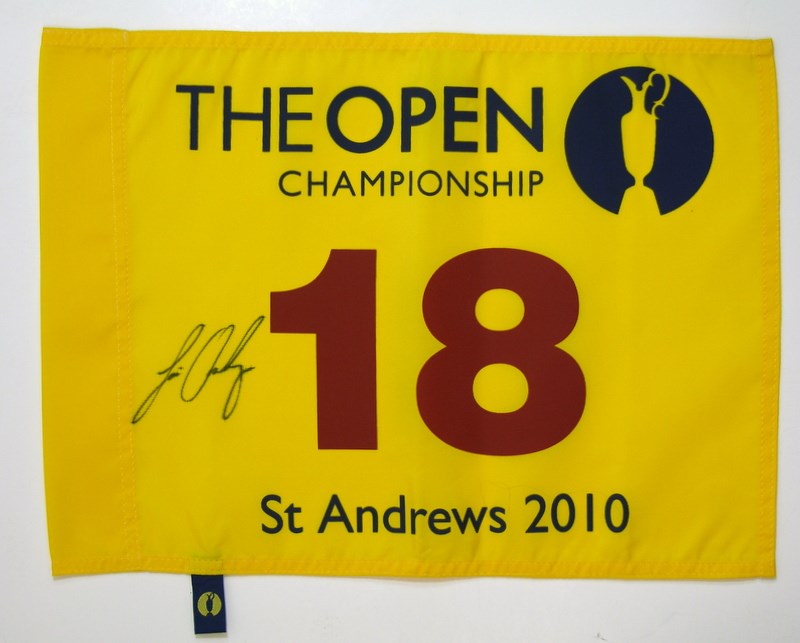 THE OPEN
CHAMPIONSHIP
18
St Andrews 2010